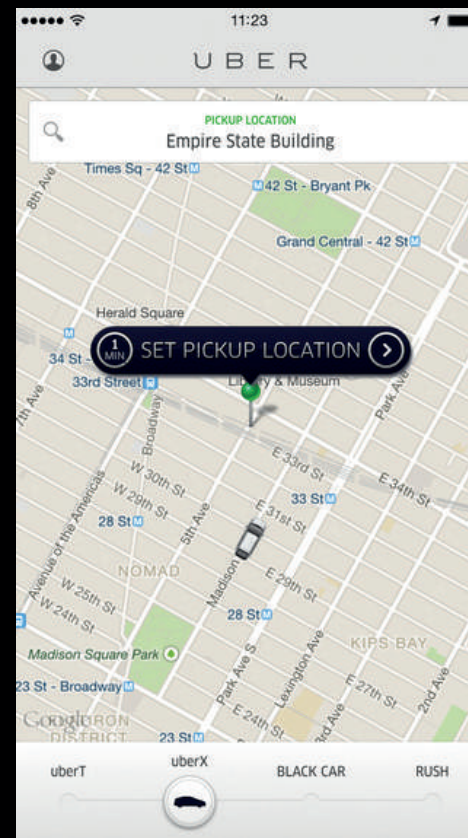 11:23
UBER
PICKUP LOCATION
Empire State Building
8th Ave
Times Sq - 42 St M
M 42 St - Bryant Pk
Grand Central - 42 St M
Herald Square
M
34 St -
1 MIN SET PICKUP LOCATION
33rd Street
Library & Museum
7th Ave
Broadway
Park Ave
E 33rd St
E 34th St
W 30th St
W 29th St
33 St M
E 31st St
28 St M
5th Ave
Avenue of the Americas
NOMAD
Madison
E 29th St
W 25th St
W 24th St
28 St M
Madison Square Park
KIPS BAY
Park Ave S
Lexington Ave
E 27th St
2nd Ave
23 St - Broadway M
E 24th St
3rd Ave
Google
DISTRICT
23 St M
uberT
uberX
BLACK CAR
RUSH